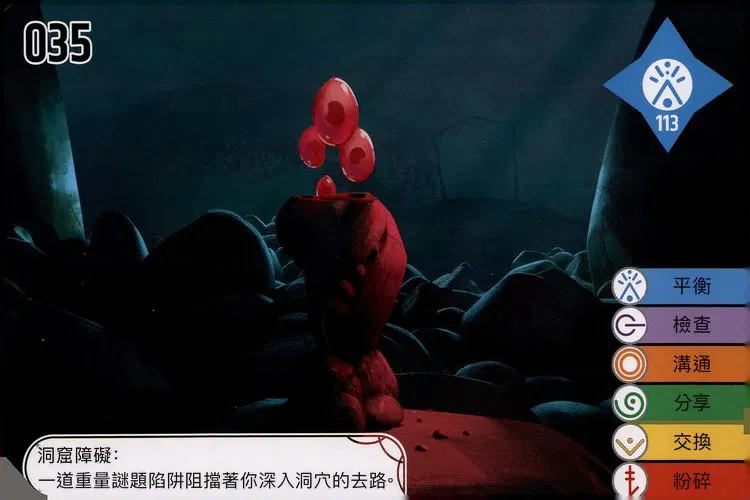 035
113
平衡
檢查
溝通
分享
交換
粉碎
洞窟障礙：
一道重量謎題陷阱阻擋著你深入洞穴的去路。